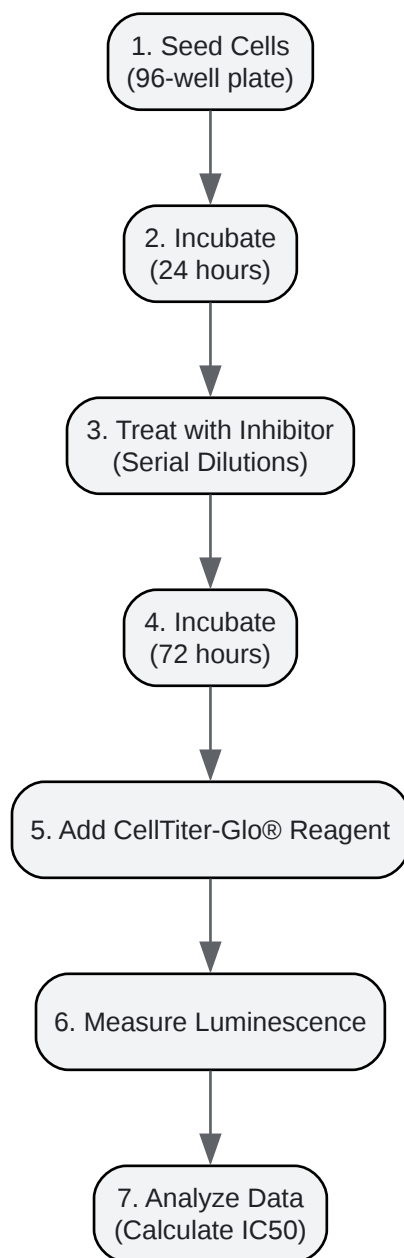 1. Seed Cells
(96-well plate)
2. Incubate
(24 hours)
3. Treat with Inhibitor
(Serial Dilutions)
4. Incubate
(72 hours)
5. Add CellTiter-Glo® Reagent
6. Measure Luminescence
7. Analyze Data
(Calculate IC50)